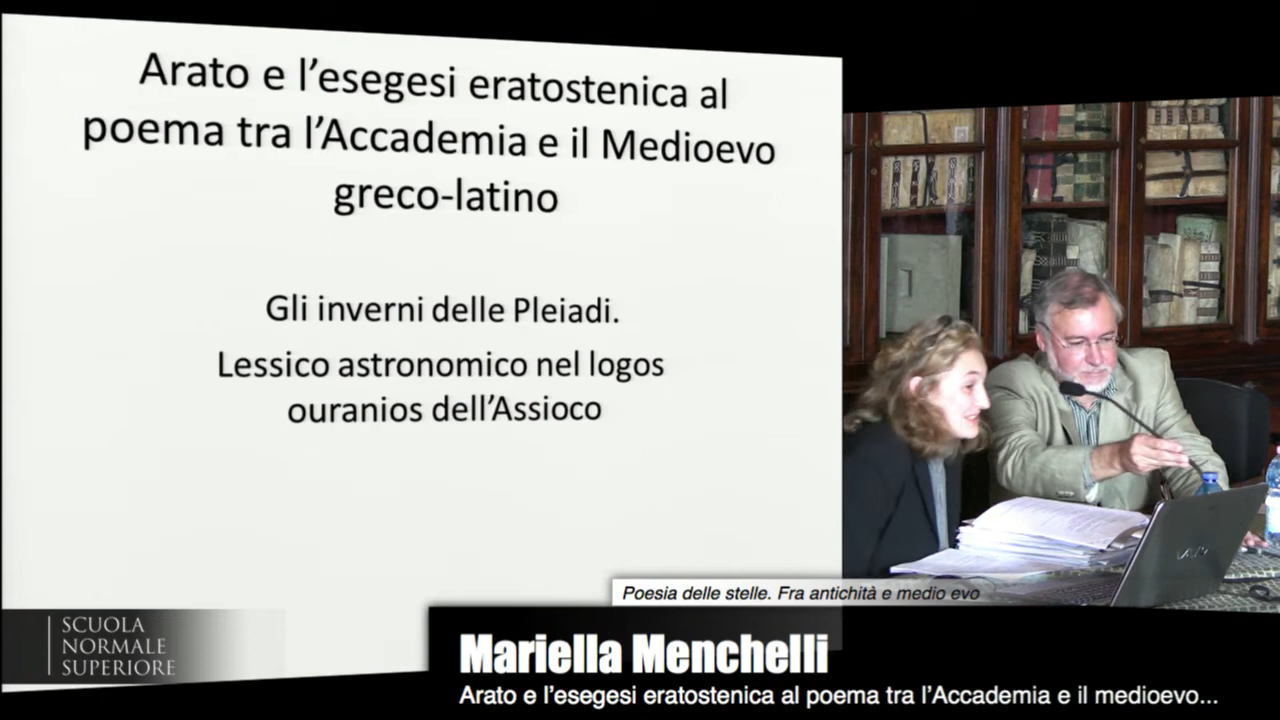 Arato e l'esegesi eratostenica al
poema tra l'Accademia e il Medioevo
greco-latino
Gli inverni delle Pleiadi.
Lessico astronomico nel logos
ouranios dell'Assioco
VAIO
Poesia delle stelle. Fra antichità e medio evo
SCUOLA
NORMALE
SUPERIORE
Mariella Menchelli
Arato e l'esegesi eratostenica al poema tra l'Accademia e il medioevo...